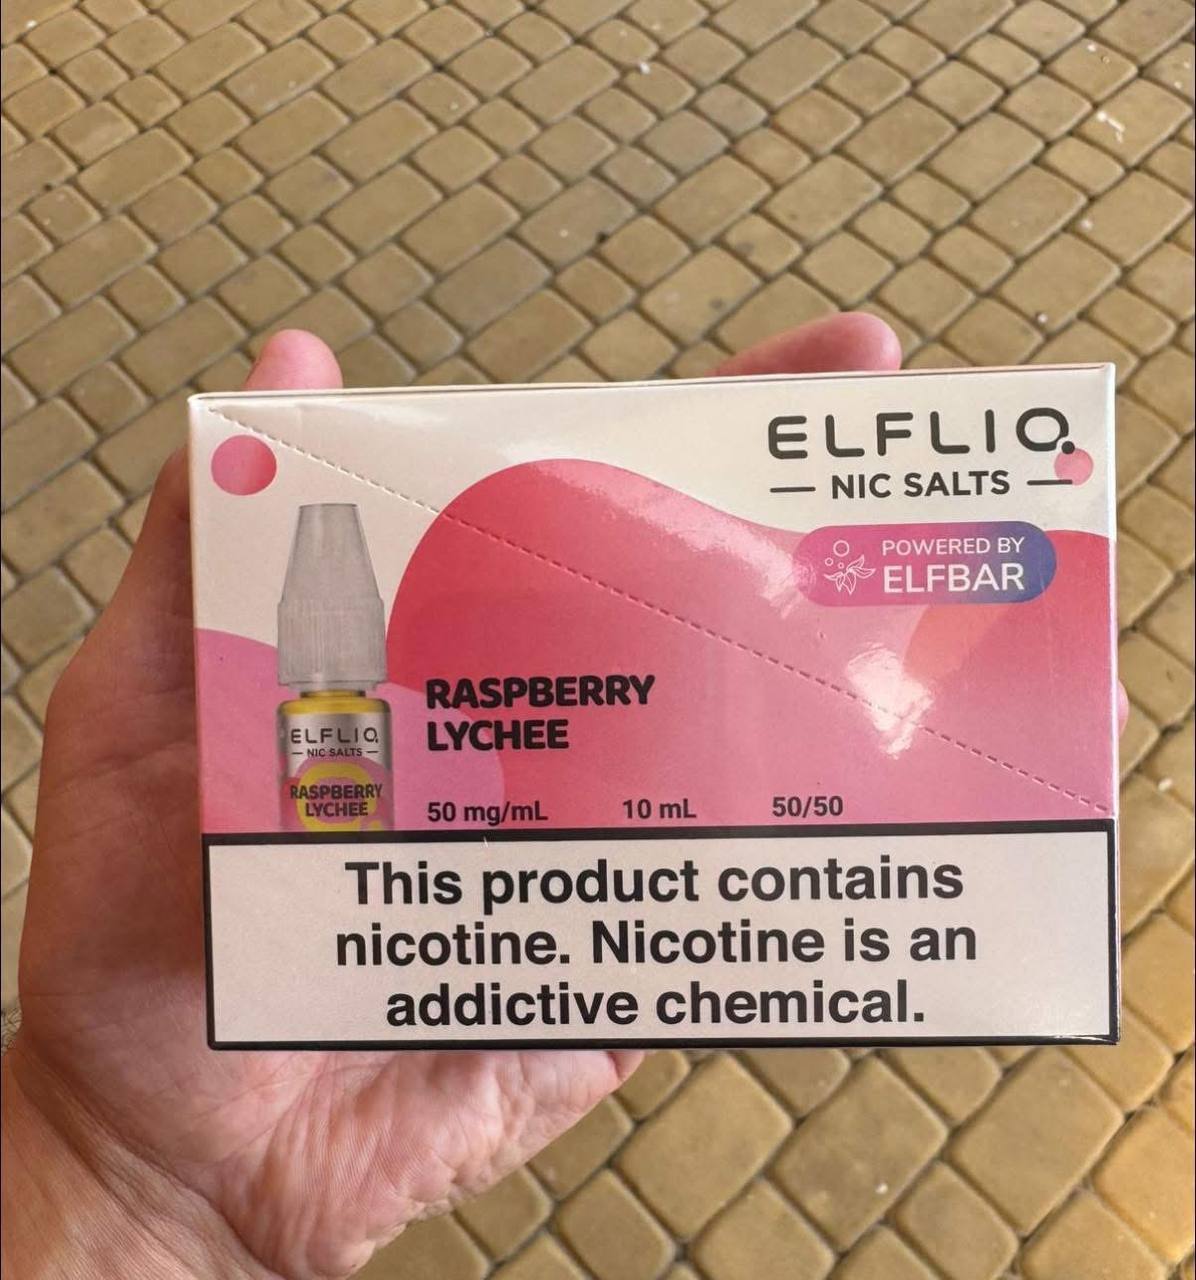 ELFLIQ
NIC SALTS
POWERED BY
ELFBAR
ELFLIQ
NIC SALTS
RASPBERRY
LYCHEE
RASPBERRY
LYCHEE
50 mg/mL 10 mL 50/50
This product contains
nicotine. Nicotine is an
addictive chemical.